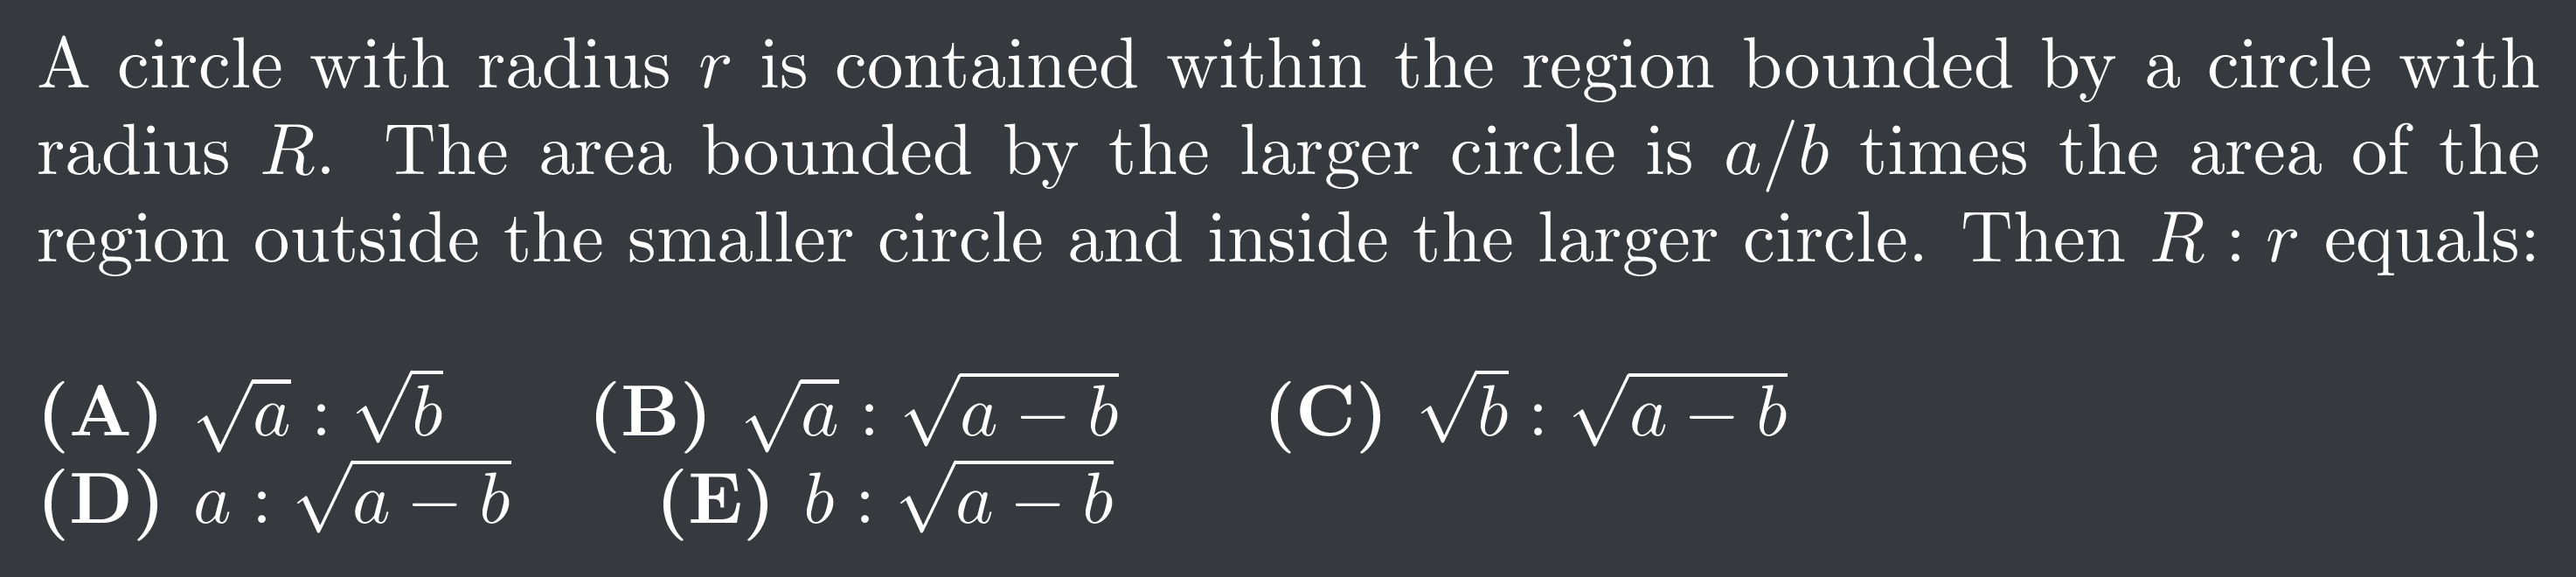 A circle with radius r is contained within the region bounded by a circle with
radius R. The area bounded by the larger circle is a/b times the area of the
region outside the smaller circle and inside the larger circle. Then R : r equals:
(A) √a : √b (B) √a : √(a − b) (C) √b : √(a − b)
(D) a : √(a − b) (E) b : √(a − b)